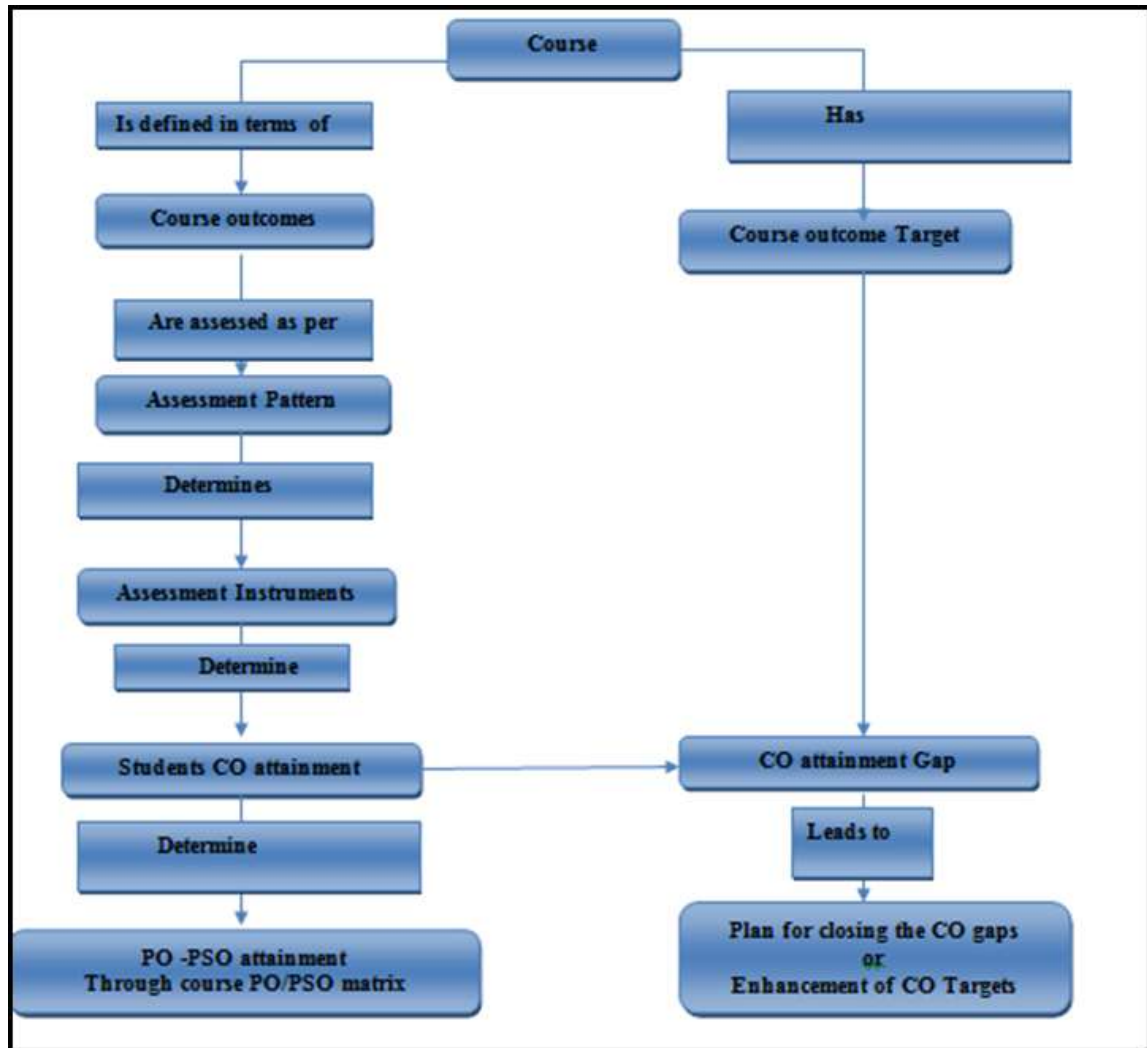 Course
Is defined in terms of
Has
Course outcomes
Course outcome Target
Are assessed as per
Assessment Pattern
Determines
Assessment Instruments
Determine
Students CO attainment
CO attainment Gap
Determine
Leads to
PO -PSO attainment
Through course PO/PSO matrix
Plan for closing the CO gaps
or
Enhancement of CO Targets